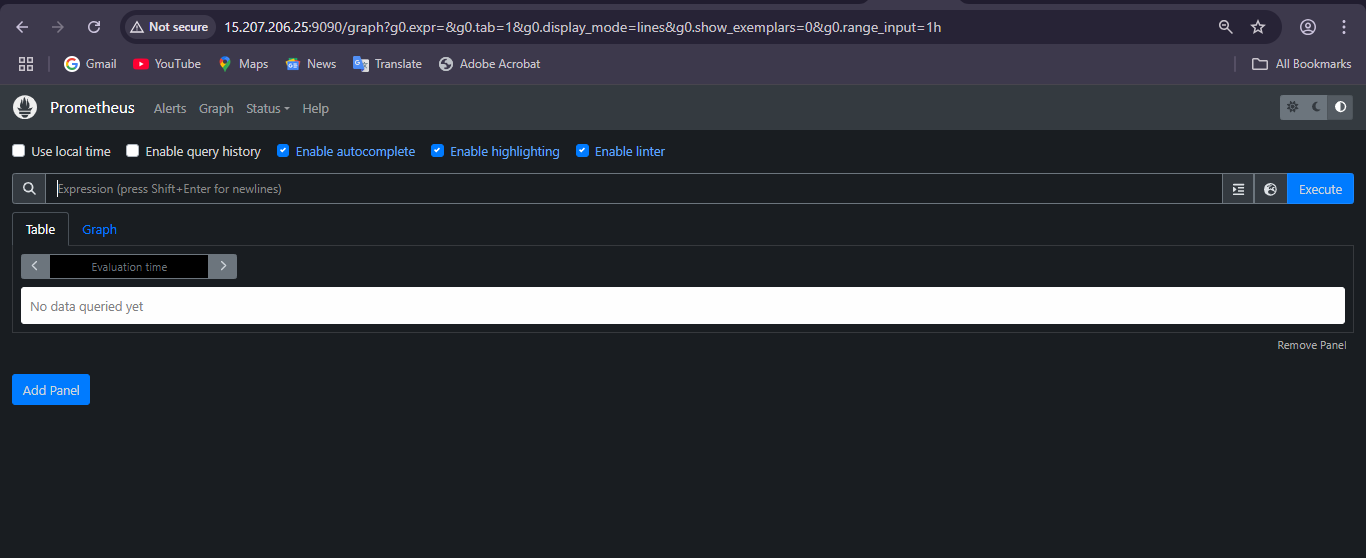 Not secure 15.207.206.25:9090/graph?g0.expr=&g0.tab=1&g0.display_mode=lines&g0.show_exemplars=0&g0.range_input=1h
Gmail YouTube Maps News Translate Adobe Acrobat All Bookmarks
Prometheus Alerts Graph Status Help
Use local time Enable query history Enable autocomplete Enable highlighting Enable linter
Expression (press Shift+Enter for newlines) Execute
Table Graph
Evaluation time
No data queried yet
Remove Panel
Add Panel